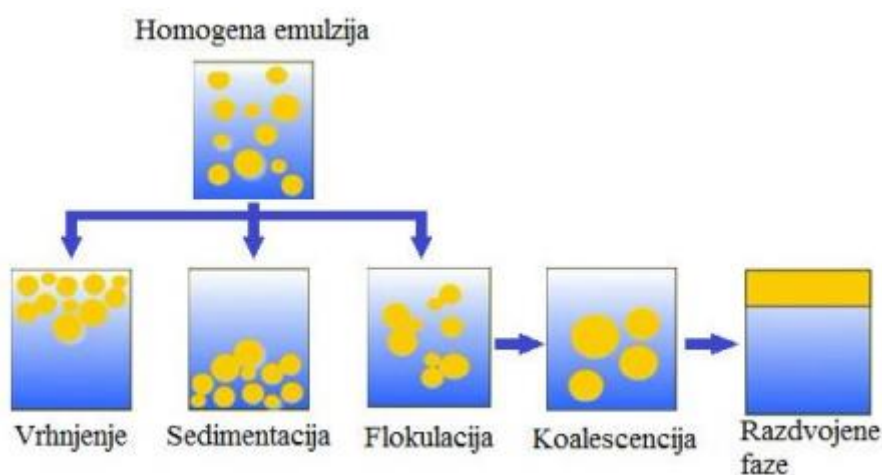 Homogena emulzija
Vrhnjenje
Sedimentacija
Flokulacija
Koalescencija
Razdvojene
faze